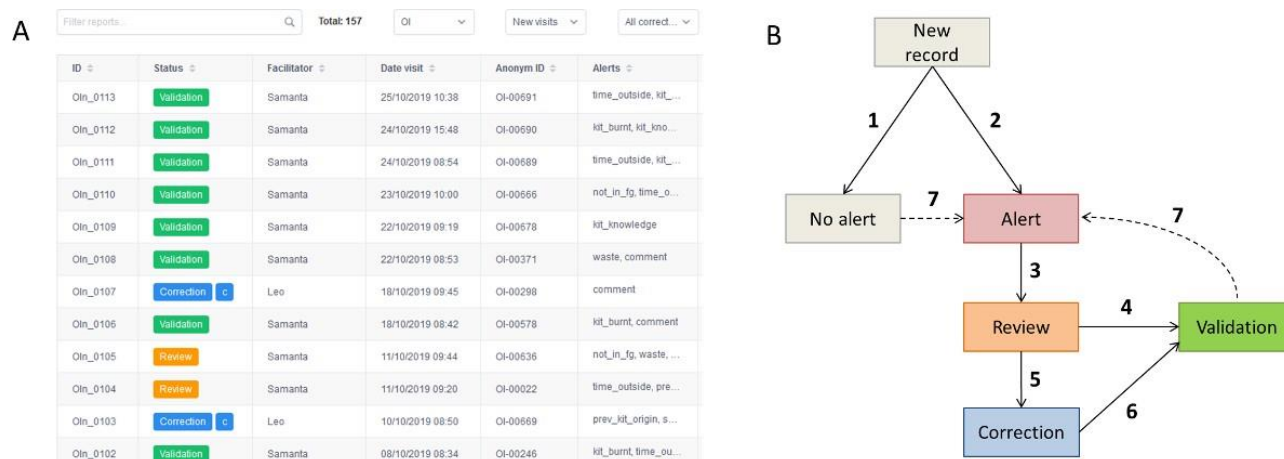 A
Filter reports...
Total: 157
OI
New visits
All correct...
ID Status Facilitator Date visit Anonym ID Alerts
OIn_0113 Validation Samanta 25/10/2019 10:38 OI-00691 time_outside, kit_...
OIn_0112 Validation Samanta 24/10/2019 15:48 OI-00690 kit_burnt, kit_kno...
OIn_0111 Validation Samanta 24/10/2019 08:54 OI-00689 time_outside, kit_...
OIn_0110 Validation Samanta 23/10/2019 10:00 OI-00666 not_in_fg, time_o...
OIn_0109 Validation Samanta 22/10/2019 09:19 OI-00678 kit_knowledge
OIn_0108 Validation Samanta 22/10/2019 08:53 OI-00371 waste, comment
OIn_0107 Correction c Leo 18/10/2019 09:45 OI-00298 comment
OIn_0106 Validation Samanta 18/10/2019 08:42 OI-00578 kit_burnt, comment
OIn_0105 Review Samanta 11/10/2019 09:44 OI-00636 not_in_fg, waste, ...
OIn_0104 Review Samanta 11/10/2019 09:20 OI-00022 time_outside, pre...
OIn_0103 Correction c Leo 10/10/2019 08:50 OI-00669 prev_kit_origin, s...
OIn_0102 Validation Samanta 08/10/2019 08:34 OI-00246 kit_burnt, time_ou...
B
New
record
1
2
No alert
7
Alert
7
3
Review
4
Validation
5
6
Correction